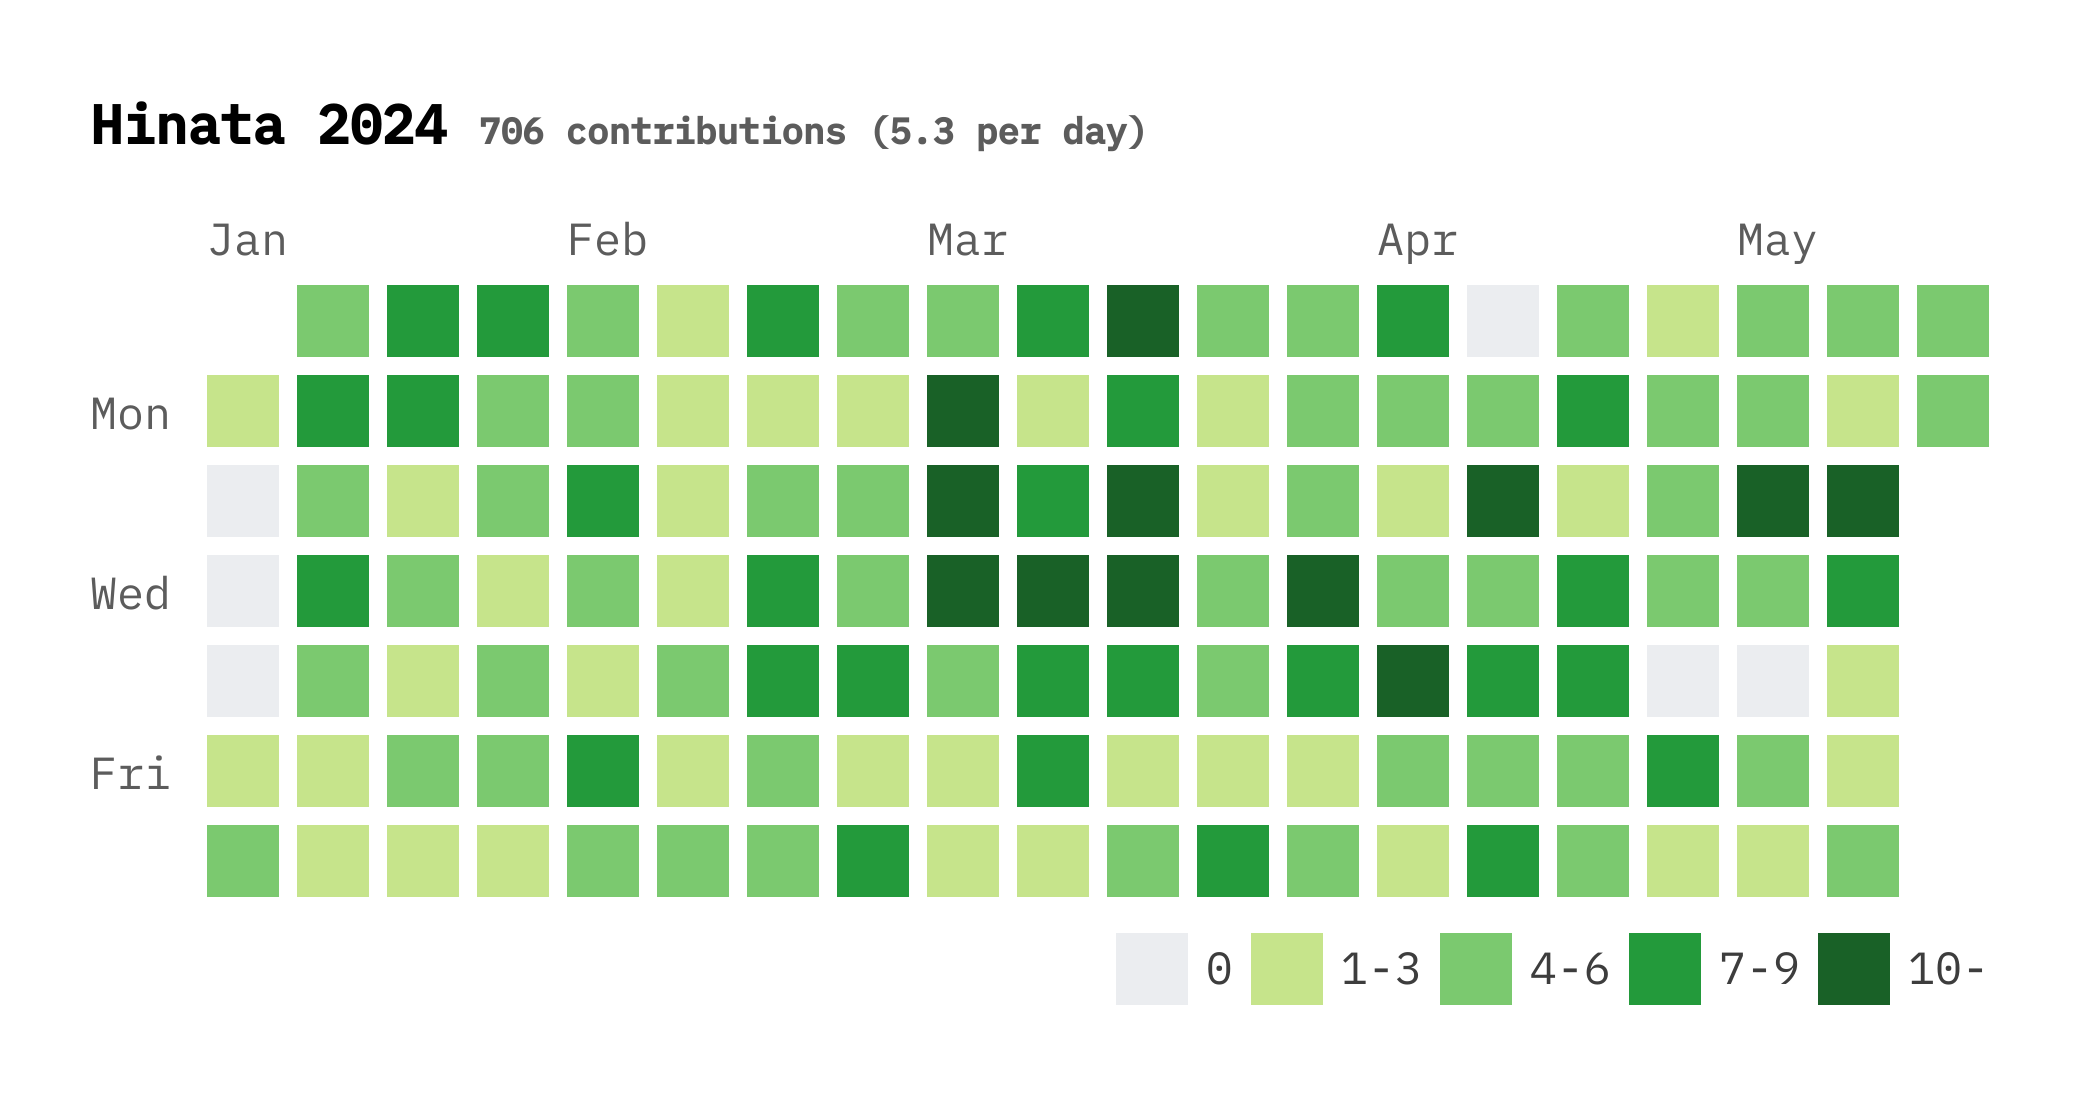 Hinata 2024 706 contributions (5.3 per day)
Jan Feb Mar Apr May
Mon
Wed
Fri
0 1-3 4-6 7-9 10-